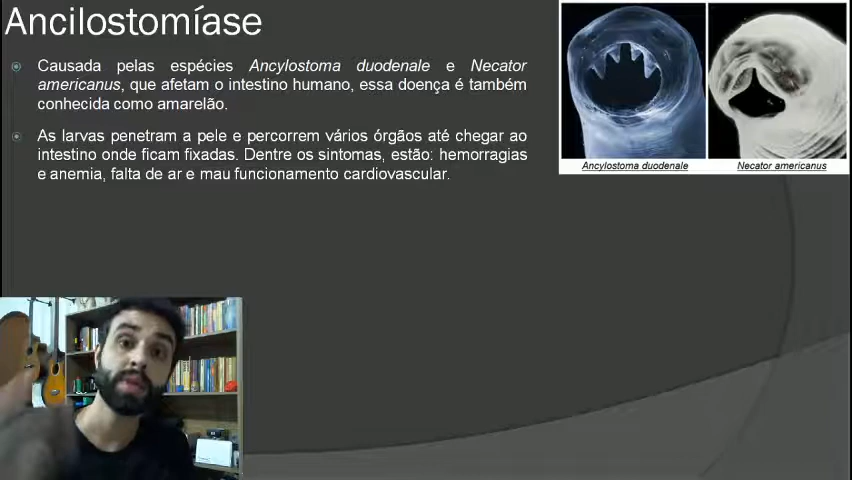 Ancilostomíase
Causada pelas espécies Ancylostoma duodenale e Necator
americanus, que afetam o intestino humano, essa doença é também
conhecida como amarelão.
As larvas penetram a pele e percorrem vários órgãos até chegar ao
intestino onde ficam fixadas. Dentre os sintomas, estão: hemorragias
e anemia, falta de ar e mau funcionamento cardiovascular.
Ancylostoma duodenale
Necator americanus